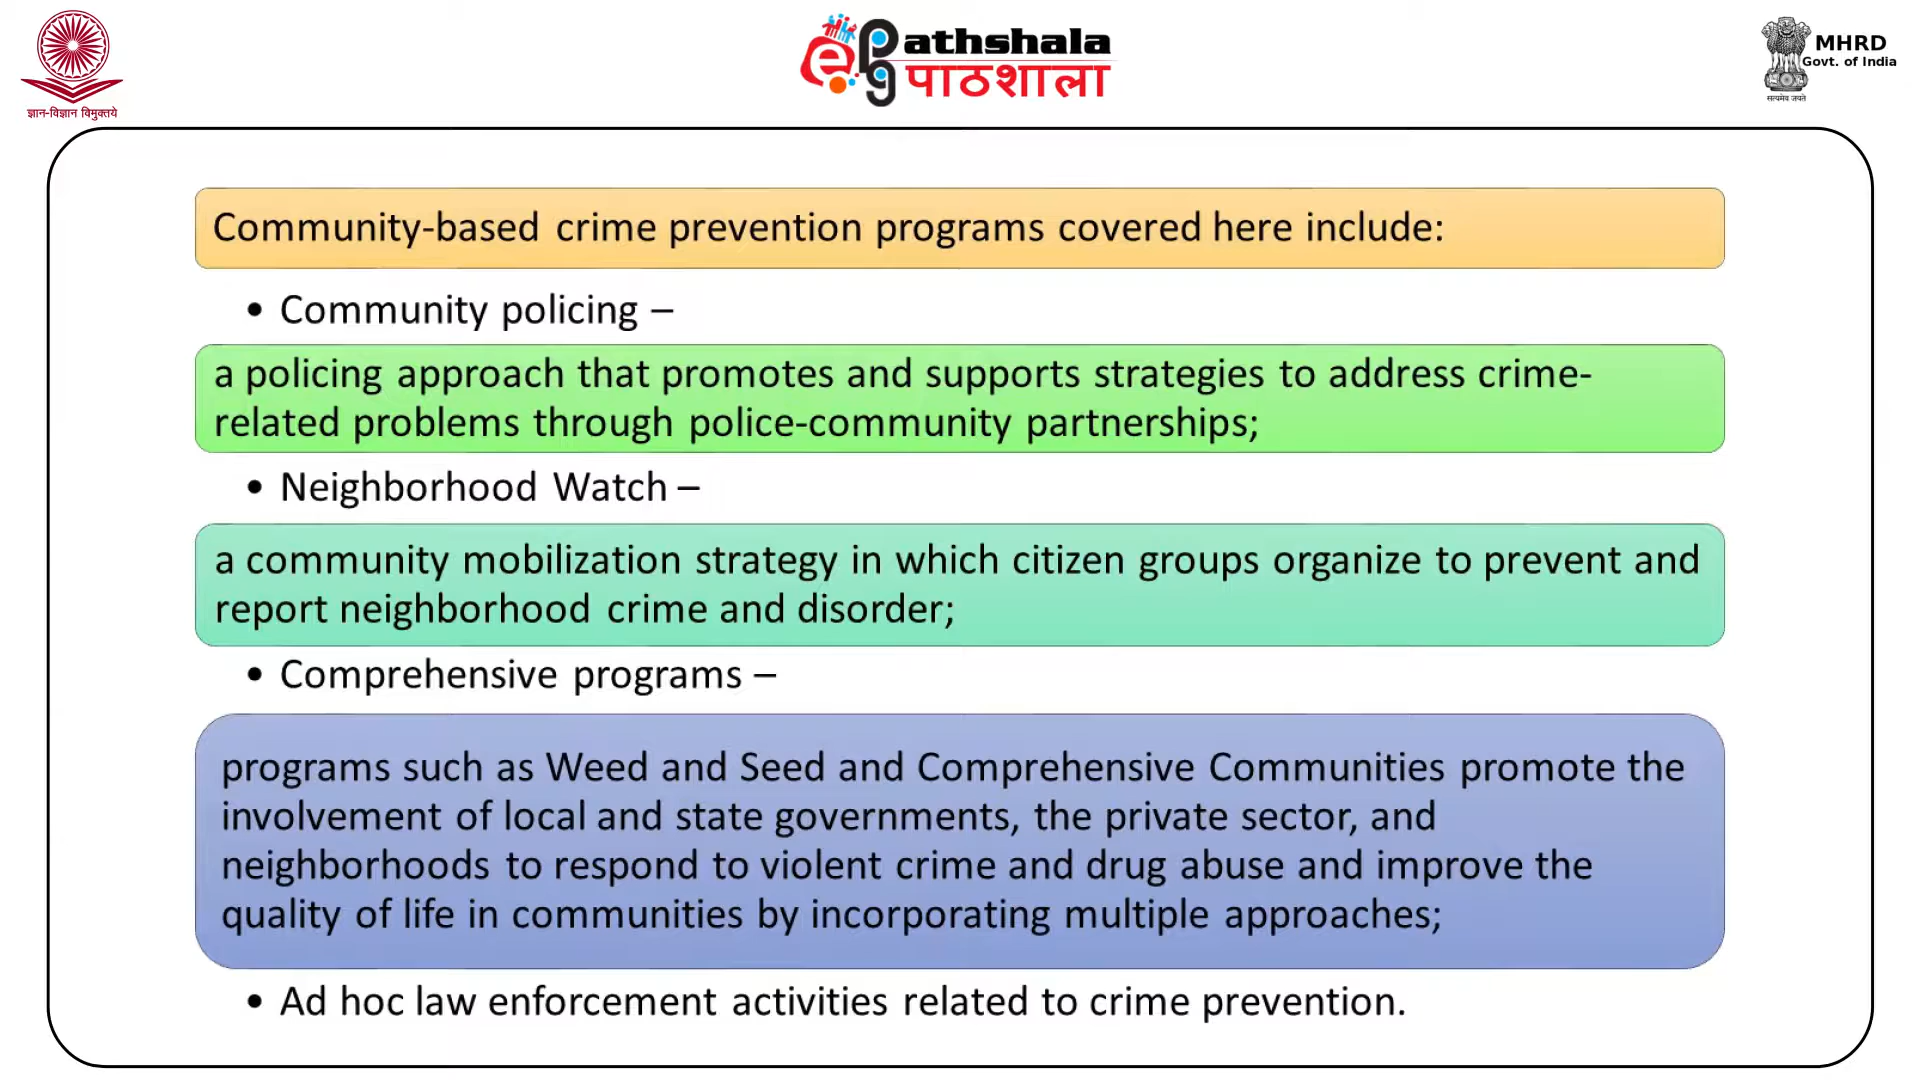 ज्ञान-विज्ञान विमुक्तये
e pg athshala
पाठशाला
सत्यमेव जयते
MHRD
Govt. of India
Community-based crime prevention programs covered here include:
• Community policing –
a policing approach that promotes and supports strategies to address crime-
related problems through police-community partnerships;
• Neighborhood Watch –
a community mobilization strategy in which citizen groups organize to prevent and
report neighborhood crime and disorder;
• Comprehensive programs –
programs such as Weed and Seed and Comprehensive Communities promote the
involvement of local and state governments, the private sector, and
neighborhoods to respond to violent crime and drug abuse and improve the
quality of life in communities by incorporating multiple approaches;
• Ad hoc law enforcement activities related to crime prevention.